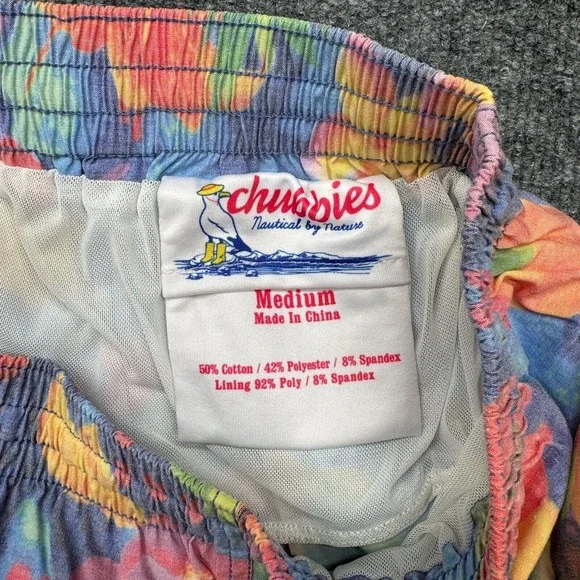 chubbies
Nautical by Nature
Medium
Made In China
50% Cotton / 42% Polyester / 8% Spandex
Lining 92% Poly / 8% Spandex